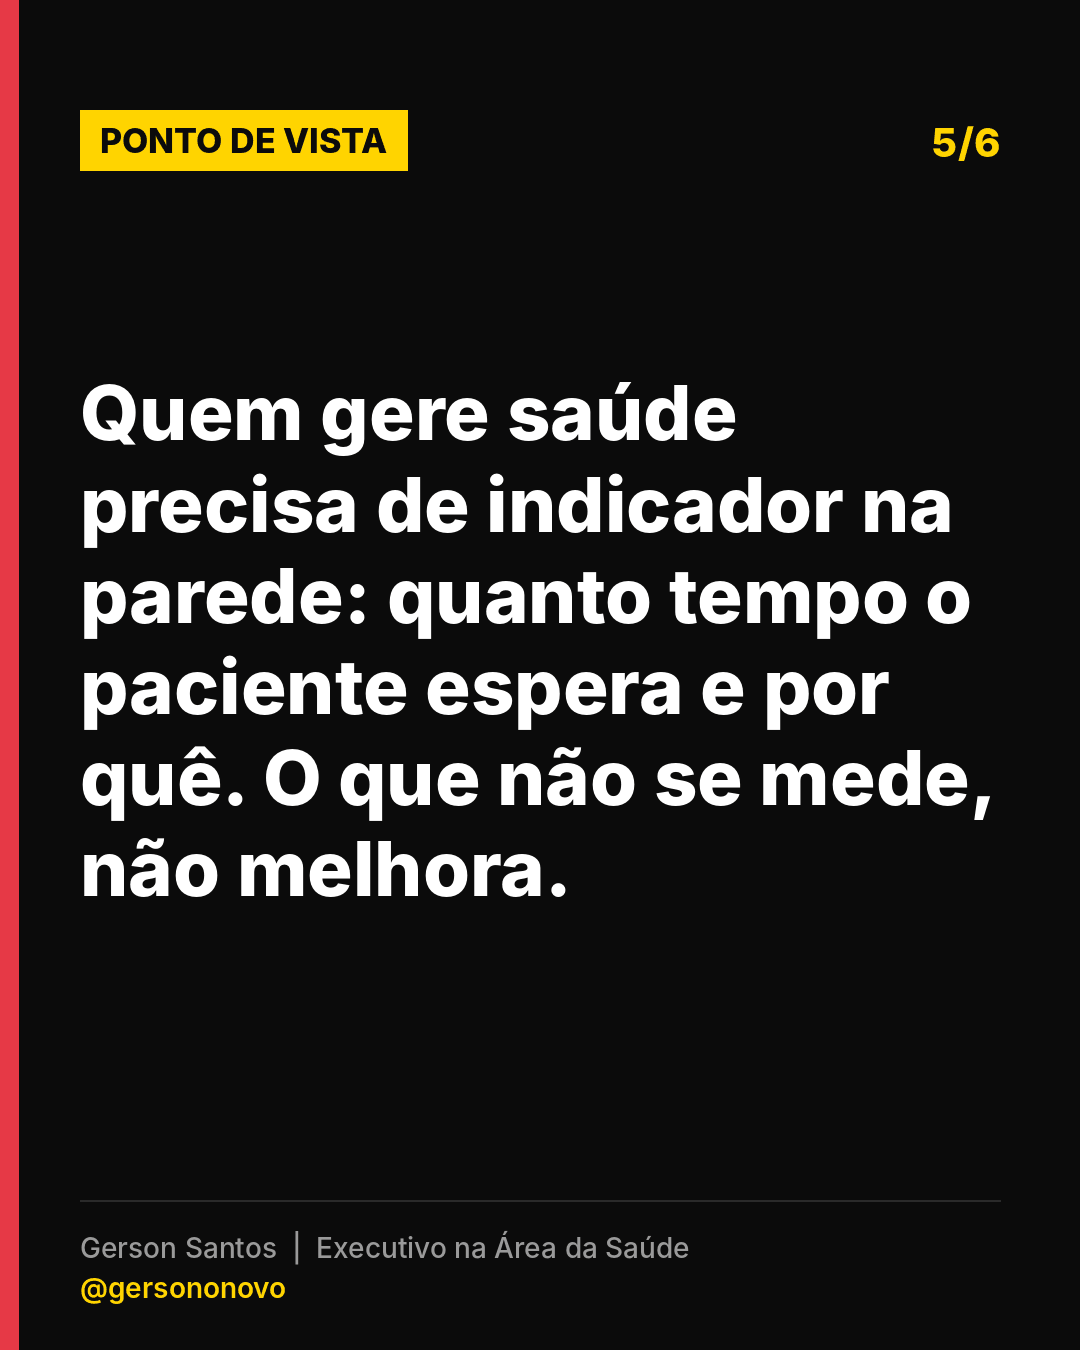 PONTO DE VISTA
5/6
Quem gere saúde
precisa de indicador na
parede: quanto tempo o
paciente espera e por
quê. O que não se mede,
não melhora.
Gerson Santos | Executivo na Área da Saúde
@gersononovo